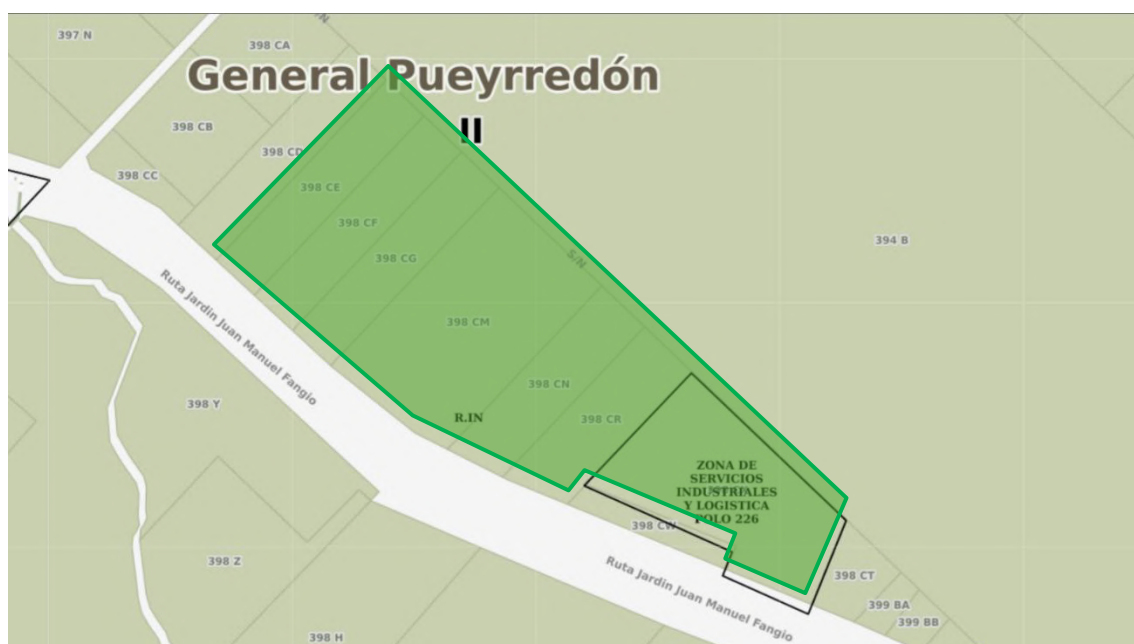 397 N
398 CA
General Pueyrredón
II
398 CB
398 CD
398 CC
398 CE
398 CF
394 B
398 CG
S/N
Ruta Jardin Juan Manuel Fangio
398 CM
398 CN
398 Y
R.IN
398 CR
ZONA DE
SERVICIOS
INDUSTRIALES
Y LOGISTICA
POLO 226
398 CW
398 Z
Ruta Jardin Juan Manuel Fangio
398 CT
399 BA
399 BB
398 H